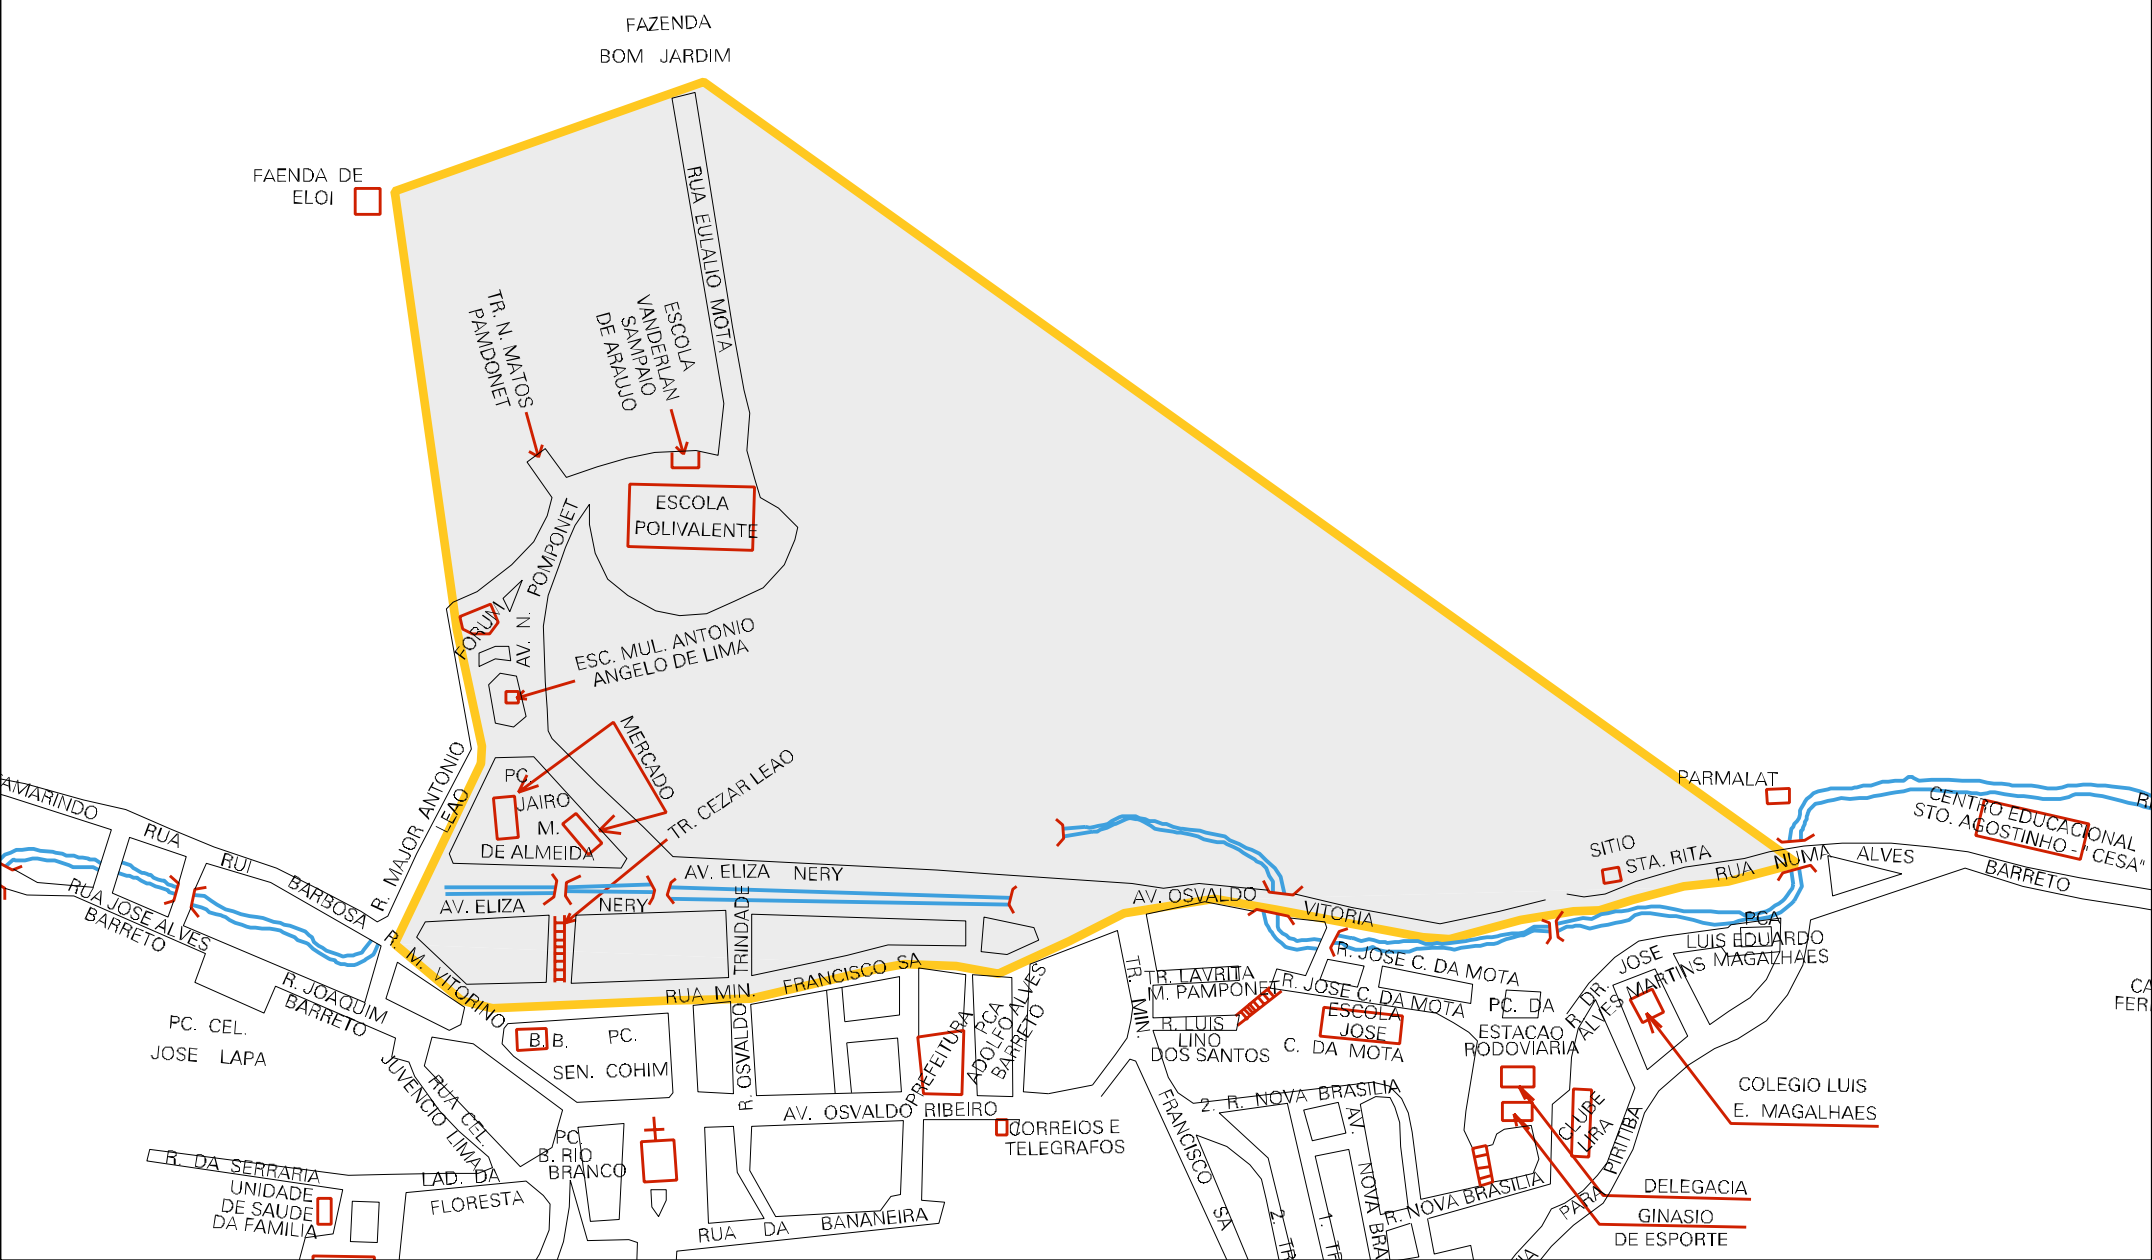 FAZENDA
BOM JARDIM
FAENDA DE
ELOI
RUA EULALIO MOTA
TR. N. MATOS
PAMDONET
ESCOLA
VANDERLAN
SAMPAIO
DE ARAUJO
ESCOLA
POLIVALENTE
AV. N. POMPONET
FORUM
ESC. MUL. ANTONIO
ANGELO DE LIMA
MERCADO
TR. CEZAR LEAO
PC.
JAIRO
M.
DE ALMEIDA
R. MAJOR ANTONIO
LEAO
AMARINDO
RUA RUI BARBOSA
RUA JOSE ALVES
BARRETO
R. JOAQUIM
BARRETO
PC. CEL.
JOSE LAPA
R. M. VITORINO
AV. ELIZA NERY
AV. ELIZA NERY
R. OSVALDO TRINDADE
RUA MIN. FRANCISCO SA
AV. OSVALDO VITORIA
SITIO
STA. RITA
PARMALAT
RUA NUMA ALVES BARRETO
CENTRO EDUCACIONAL
STO. AGOSTINHO - "CESA"
R
CA
FER
PCA
LUIS EDUARDO
MAGALHAES
R. DR. JOSE
ALVES MARTINS
R. JOSE C. DA MOTA
R. JOSE C. DA MOTA
TR. LAVRITA
M. PAMPONET
R. LUIS
LINO
DOS SANTOS
ESCOLA
JOSE
C. DA MOTA
PC. DA
ESTACAO
RODOVIARIA
TR. MIN. FRANCISCO SA
B. B.
PC.
SEN. COHIM
PREFEITURA
PCA
ADOLFO ALVES
BARRETO
AV. OSVALDO RIBEIRO
CORREIOS E
TELEGRAFOS
JUVENCIO LIMA
RUA CEL.
PC.
B. RIO
BRANCO
R. DA SERRARIA
LAD. DA
FLORESTA
UNIDADE
DE SAUDE
DA FAMILIA
RUA DA BANANEIRA
2. R. NOVA BRASILIA
AV. NOVA BRA
2. TR
1. TR
R. NOVA BRASILIA
CLUBE
LIRA
PARA PIRITIBA
IA
COLEGIO LUIS
E. MAGALHAES
DELEGACIA
GINASIO
DE ESPORTE